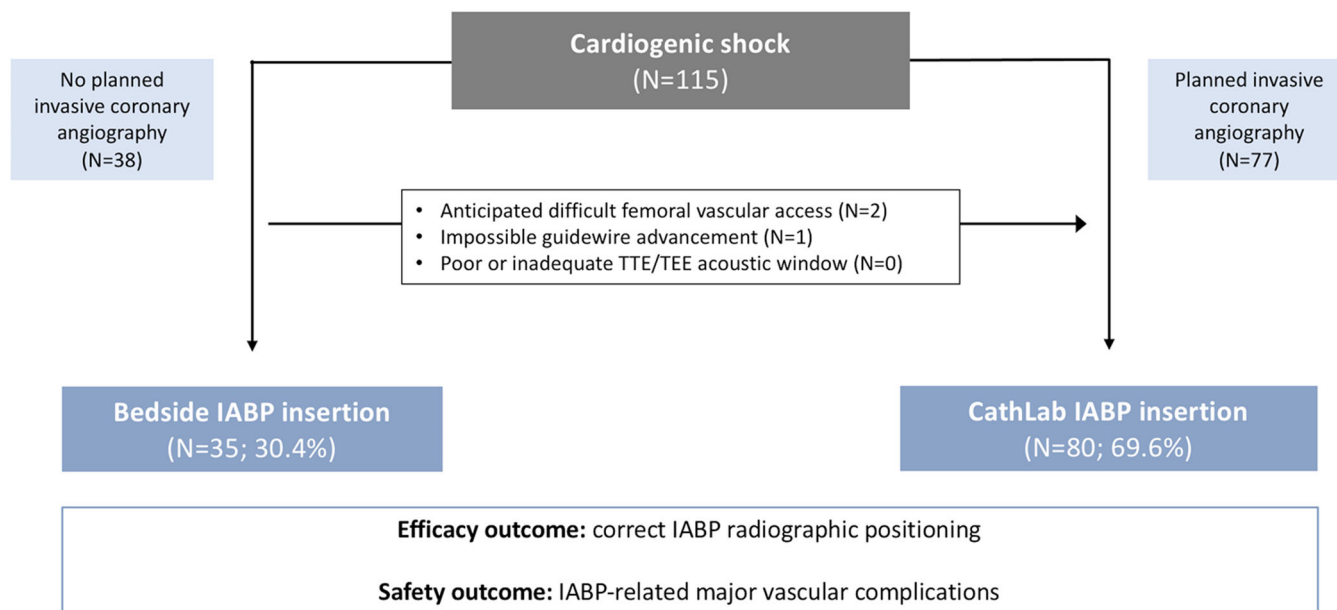 Cardiogenic shock
(N=115)
No planned
invasive coronary
angiography
(N=38)
Planned invasive
coronary
angiography
(N=77)
• Anticipated difficult femoral vascular access (N=2)
• Impossible guidewire advancement (N=1)
• Poor or inadequate TTE/TEE acoustic window (N=0)
Bedside IABP insertion
(N=35; 30.4%)
CathLab IABP insertion
(N=80; 69.6%)
Efficacy outcome: correct IABP radiographic positioning
Safety outcome: IABP-related major vascular complications